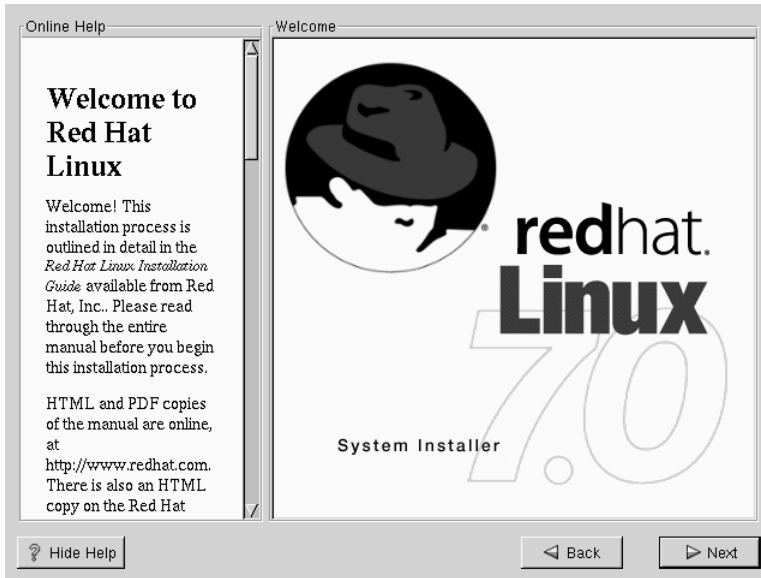 Online Help
Welcome to
Red Hat
Linux
Welcome! This
installation process is
outlined in detail in the
Red Hat Linux Installation
Guide available from Red
Hat, Inc.. Please read
through the entire
manual before you begin
this installation process.
HTML and PDF copies
of the manual are online,
at
http://www.redhat.com.
There is also an HTML
copy on the Red Hat
Welcome
®
redhat.
Linux
7.0
System Installer
? Hide Help
Back
Next